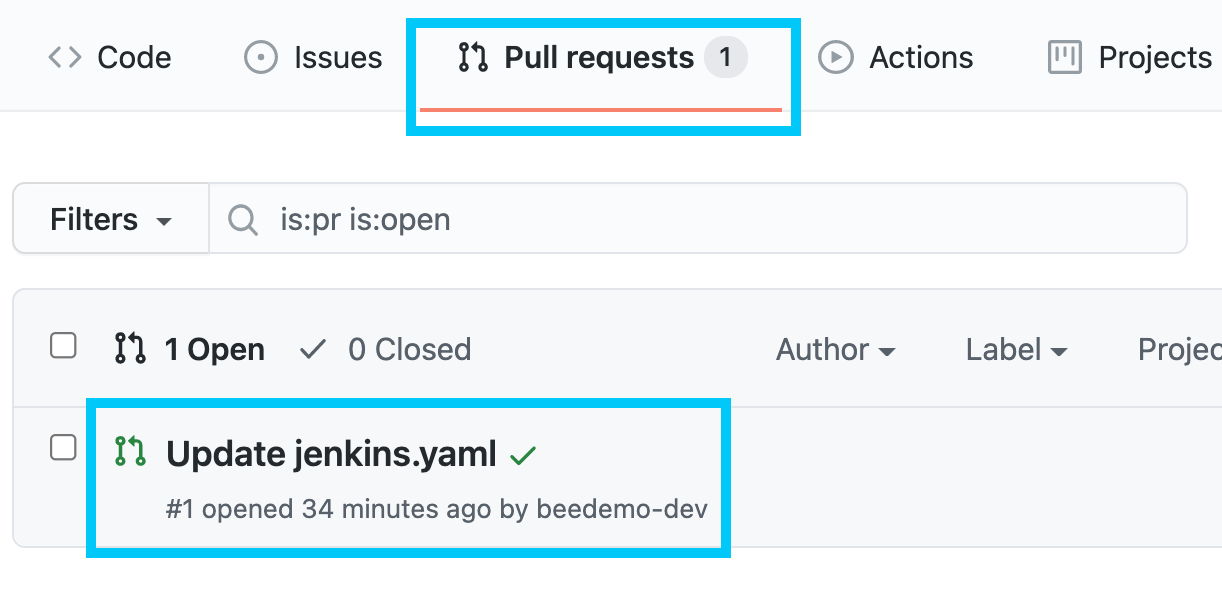 Code Issues Pull requests 1 Actions Projects
Filters is:pr is:open
1 Open 0 Closed Author Label Projec
Update jenkins.yaml
#1 opened 34 minutes ago by beedemo-dev